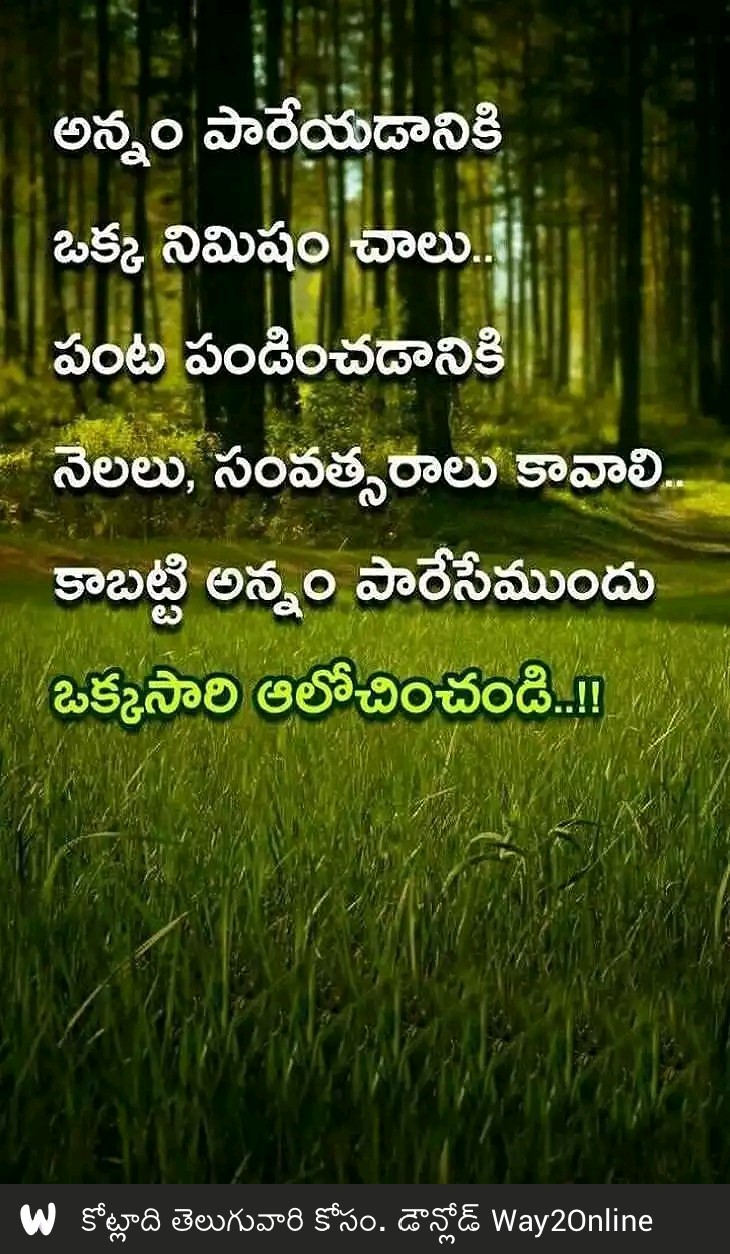 అన్నం పారేయడానికి
ఒక్క నిమిషం చాలు..
పంట పండించడానికి
నెలలు, సంవత్సరాలు కావాలి..
కాబట్టి అన్నం పారేసేముందు
ఒక్కసారి ఆలోచించండి..!!
W కోట్లాది తెలుగువారి కోసం. డౌన్లోడ్ Way2Online